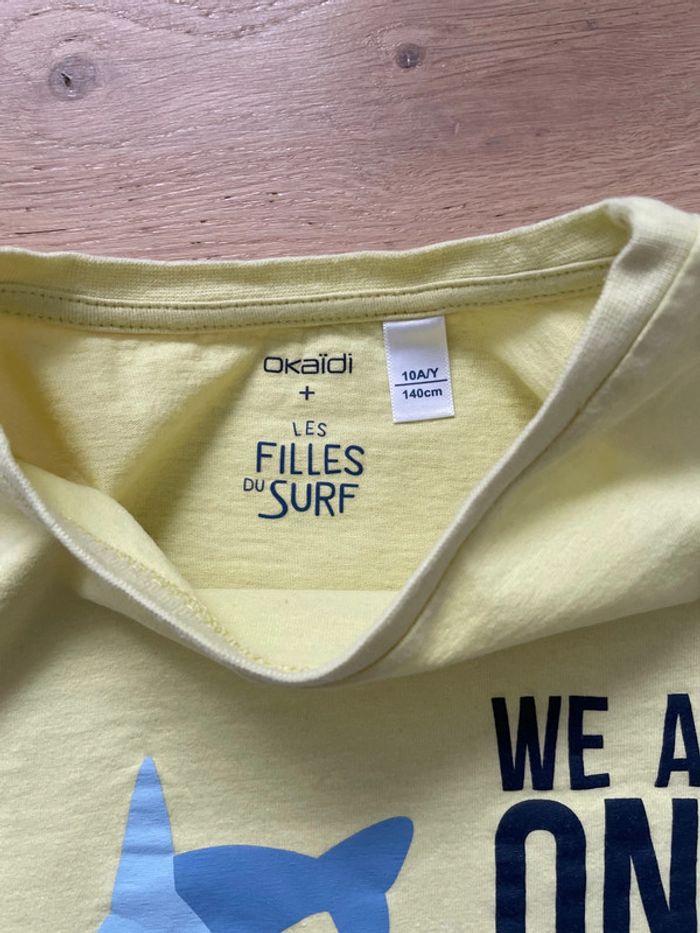 okaïdi
+
LES
FILLES
DU SURF
10A/Y
140cm
WE A
ON